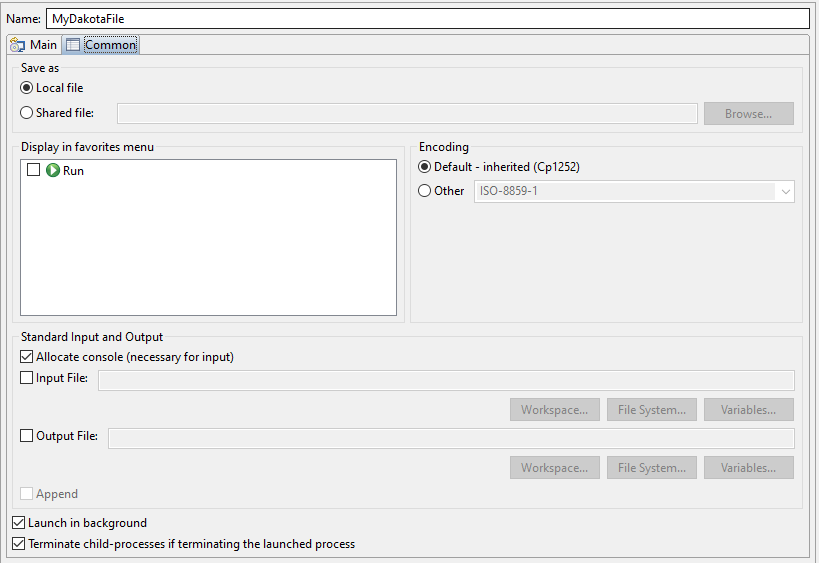 Name: MyDakotaFile
Main Common
Save as
Local file
Shared file: Browse...
Display in favorites menu
Run
Encoding
Default - inherited (Cp1252)
Other ISO-8859-1
Standard Input and Output
Allocate console (necessary for input)
Input File:
Workspace... File System... Variables...
Output File:
Workspace... File System... Variables...
Append
Launch in background
Terminate child-processes if terminating the launched process